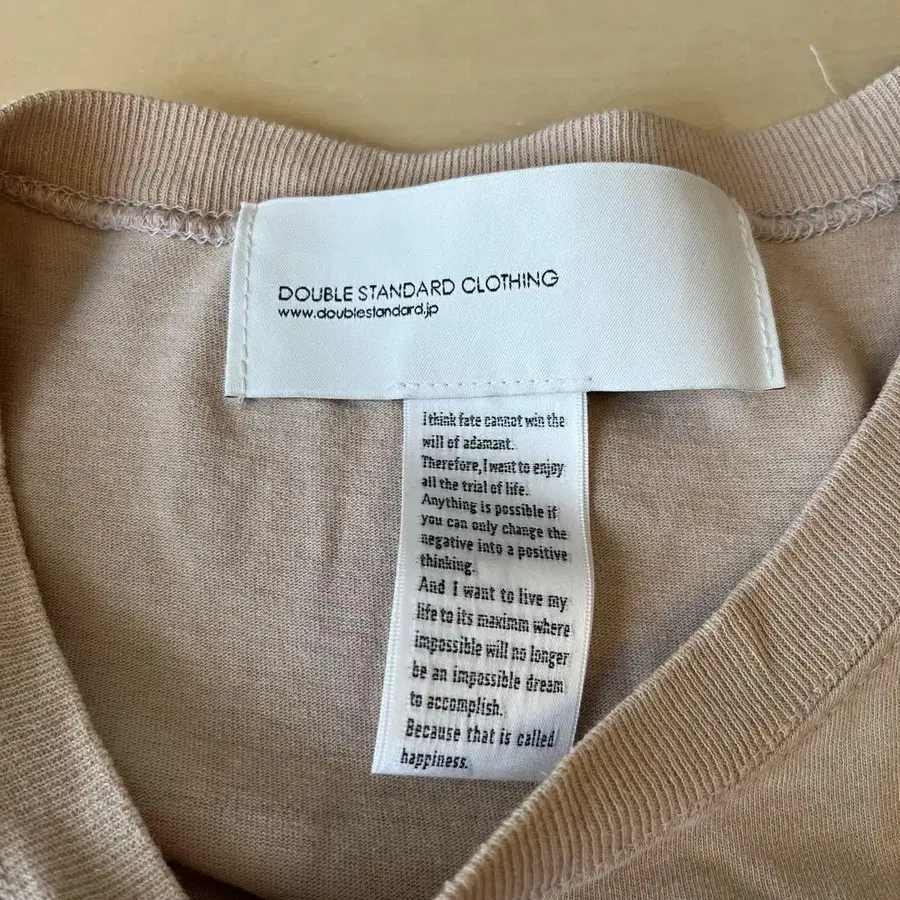 DOUBLE STANDARD CLOTHING
www.doublestandard.jp
I think fate cannot win the
will of adamant.
Therefore, I want to enjoy
all the trial of life.
Anything is possible if
you can only change the
negative into a positive
thinking.
And I want to live my
life to its maximm where
impossible will no longer
be an impossible dream
to accomplish.
Because that is called
happiness.